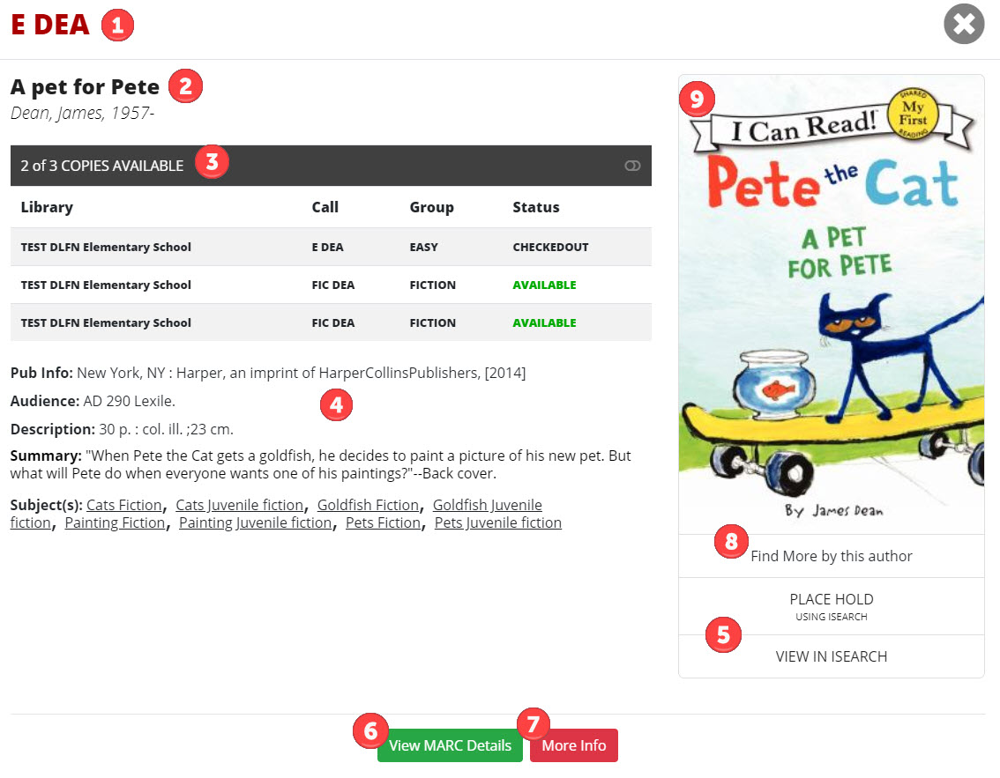 E DEA 1
A pet for Pete 2
Dean, James, 1957-
2 of 3 COPIES AVAILABLE 3
Library Call Group Status
TEST DLFN Elementary School E DEA EASY CHECKEDOUT
TEST DLFN Elementary School FIC DEA FICTION AVAILABLE
TEST DLFN Elementary School FIC DEA FICTION AVAILABLE
Pub Info: New York, NY : Harper, an imprint of HarperCollinsPublishers, [2014]
Audience: AD 290 Lexile.
4
Description: 30 p. : col. ill. ;23 cm.
Summary: "When Pete the Cat gets a goldfish, he decides to paint a picture of his new pet. But
what will Pete do when everyone wants one of his paintings?"--Back cover.
Subject(s): Cats Fiction, Cats Juvenile fiction, Goldfish Fiction, Goldfish Juvenile
fiction, Painting Fiction, Painting Juvenile fiction, Pets Fiction, Pets Juvenile fiction
9
SHARED
My
First
READING
I Can Read!
Pete the Cat
A PET
FOR PETE
By James Dean
8
Find More by this author
PLACE HOLD
USING ISEARCH
5
VIEW IN ISEARCH
6 View MARC Details
7 More Info